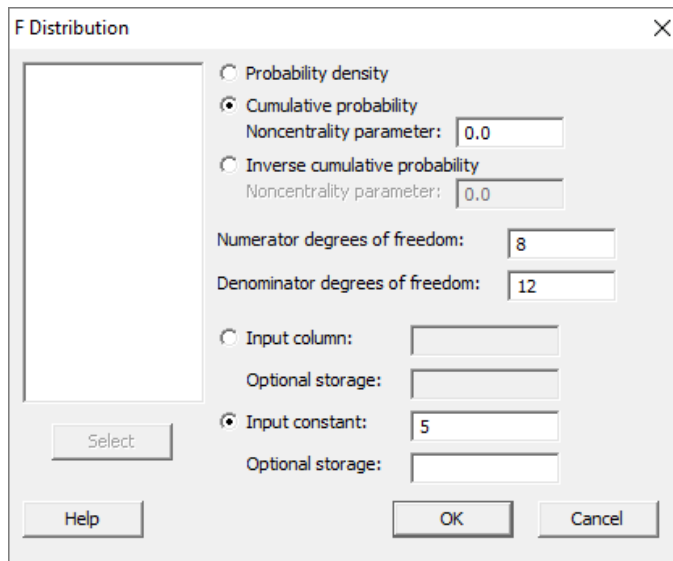 F Distribution
Probability density
Cumulative probability
Noncentrality parameter: 0.0
Inverse cumulative probability
Noncentrality parameter: 0.0
Numerator degrees of freedom: 8
Denominator degrees of freedom: 12
Input column:
Optional storage:
Input constant: 5
Select
Optional storage:
Help OK Cancel